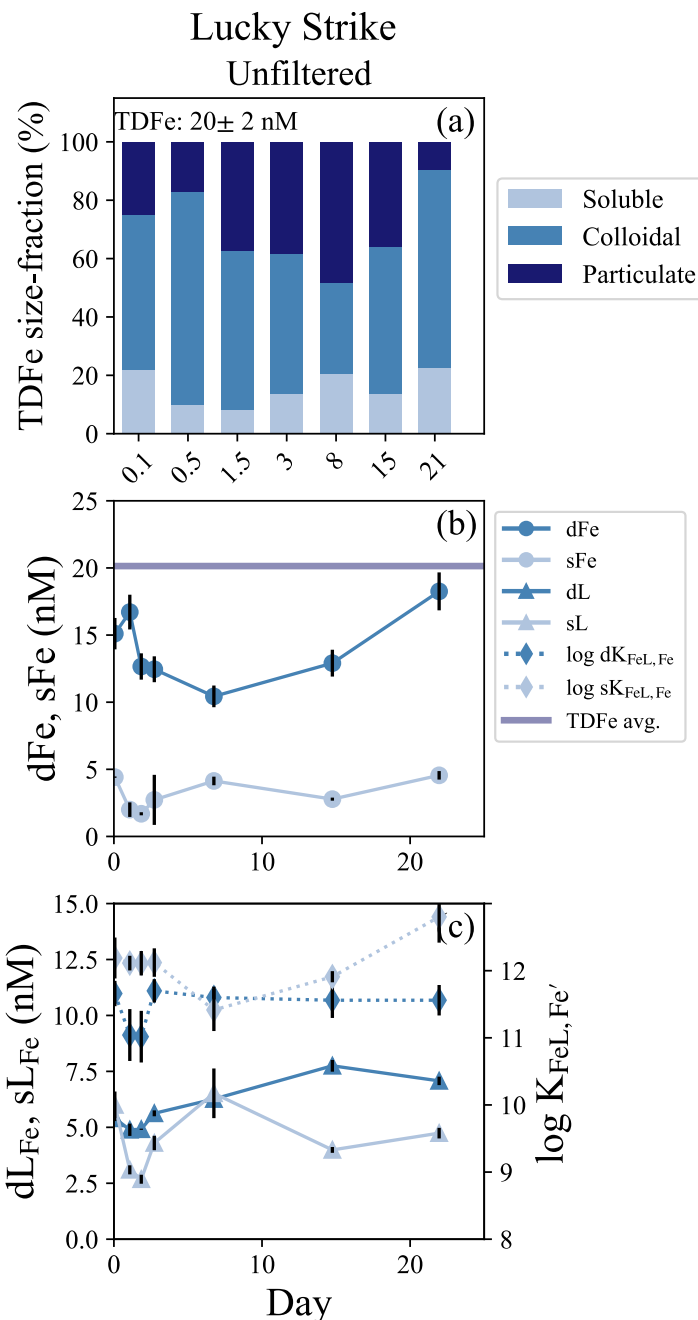 Lucky Strike
Unfiltered
TDFe: 20± 2 nM
(a)
TDFe size-fraction (%)
100
80
60
40
20
0
0.1 0.5 1.5 3 8 15 21
Soluble
Colloidal
Particulate
(b)
dFe, sFe (nM)
25
20
15
10
5
0
0 10 20
dFe
sFe
dL
sL
log dK_FeL,Fe
log sK_FeL,Fe
TDFe avg.
(c)
dL_Fe, sL_Fe (nM)
15.0
12.5
10.0
7.5
5.0
2.5
0.0
12
11
10
9
8
log K_FeL,Fe′
0 10 20
Day